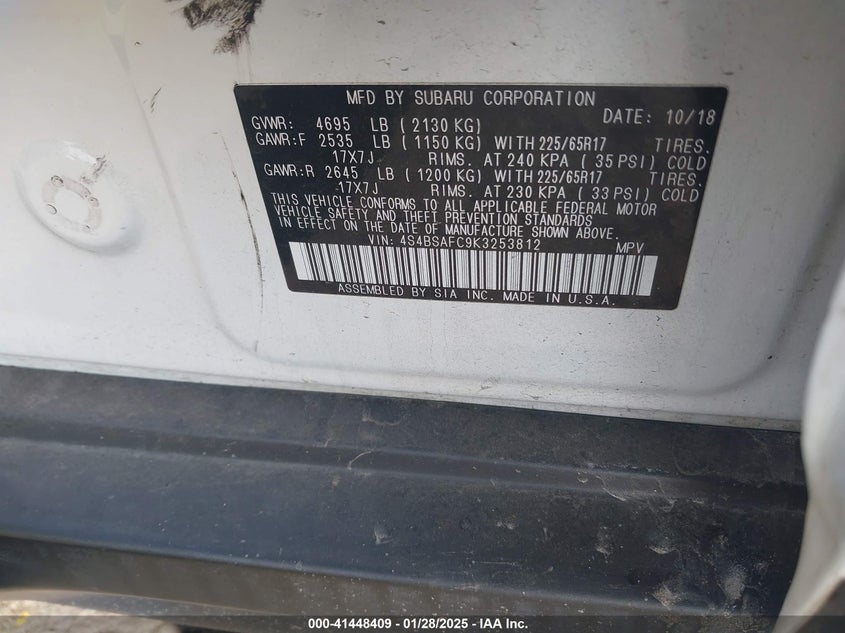 MFD BY SUBARU CORPORATION
DATE: 10/18
GVWR: 4695 LB (2130 KG)
GAWR:F 2535 LB (1150 KG) WITH 225/65R17 TIRES.
17X7J RIMS. AT 240 KPA (35 PSI) COLD
GAWR:R 2645 LB (1200 KG) WITH 225/65R17 TIRES.
17X7J RIMS. AT 230 KPA (33 PSI) COLD
THIS VEHICLE CONFORMS TO ALL APPLICABLE FEDERAL MOTOR
VEHICLE SAFETY AND THEFT PREVENTION STANDARDS
IN EFFECT ON THE DATE OF MANUFACTURE SHOWN ABOVE.
VIN: 4S4BSAFC9K3253812 MPV
ASSEMBLED BY SIA INC. MADE IN U.S.A.
000-41448409 - 01/28/2025 - IAA Inc.